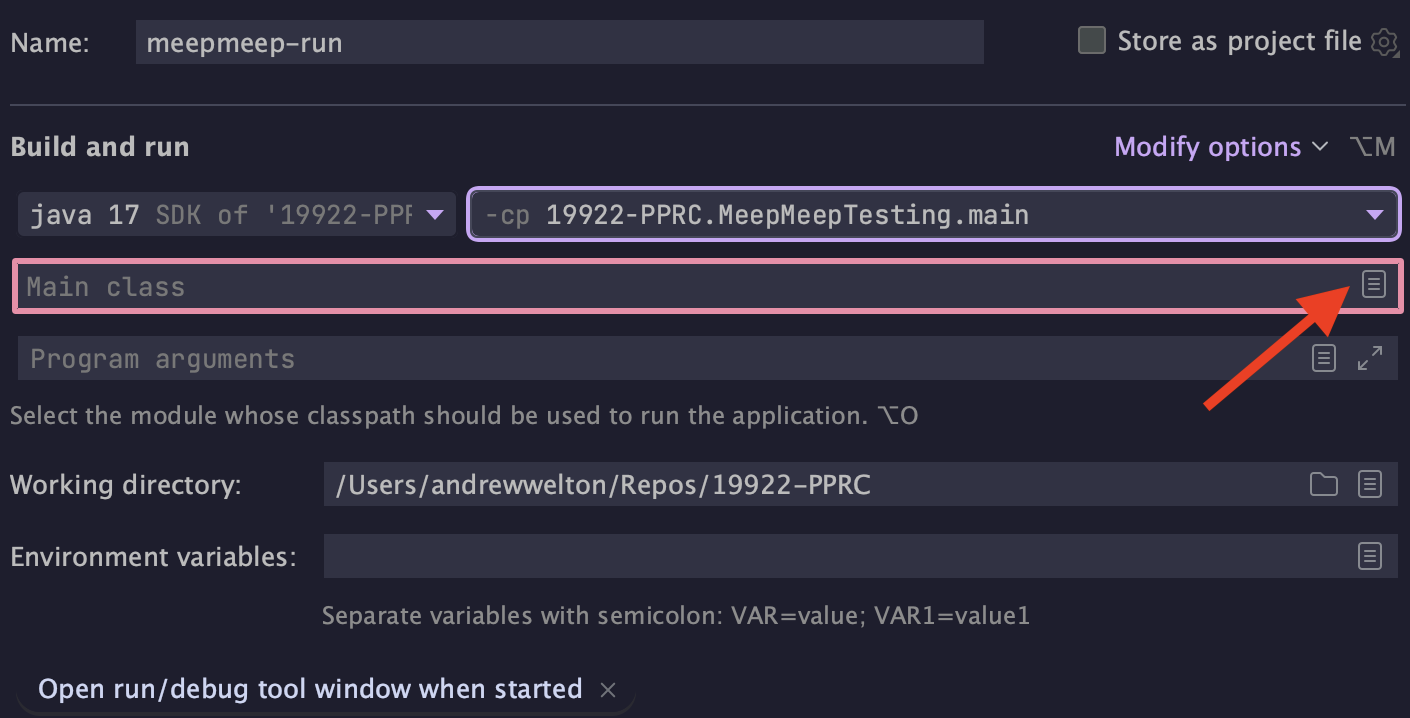 Name: meepmeep-run Store as project file
Build and run Modify options ⌥M
java 17 SDK of '19922-PPF -cp 19922-PPRC.MeepMeepTesting.main
Main class
Program arguments
Select the module whose classpath should be used to run the application. ⌥O
Working directory: /Users/andrewwelton/Repos/19922-PPRC
Environment variables:
Separate variables with semicolon: VAR=value; VAR1=value1
Open run/debug tool window when started ×